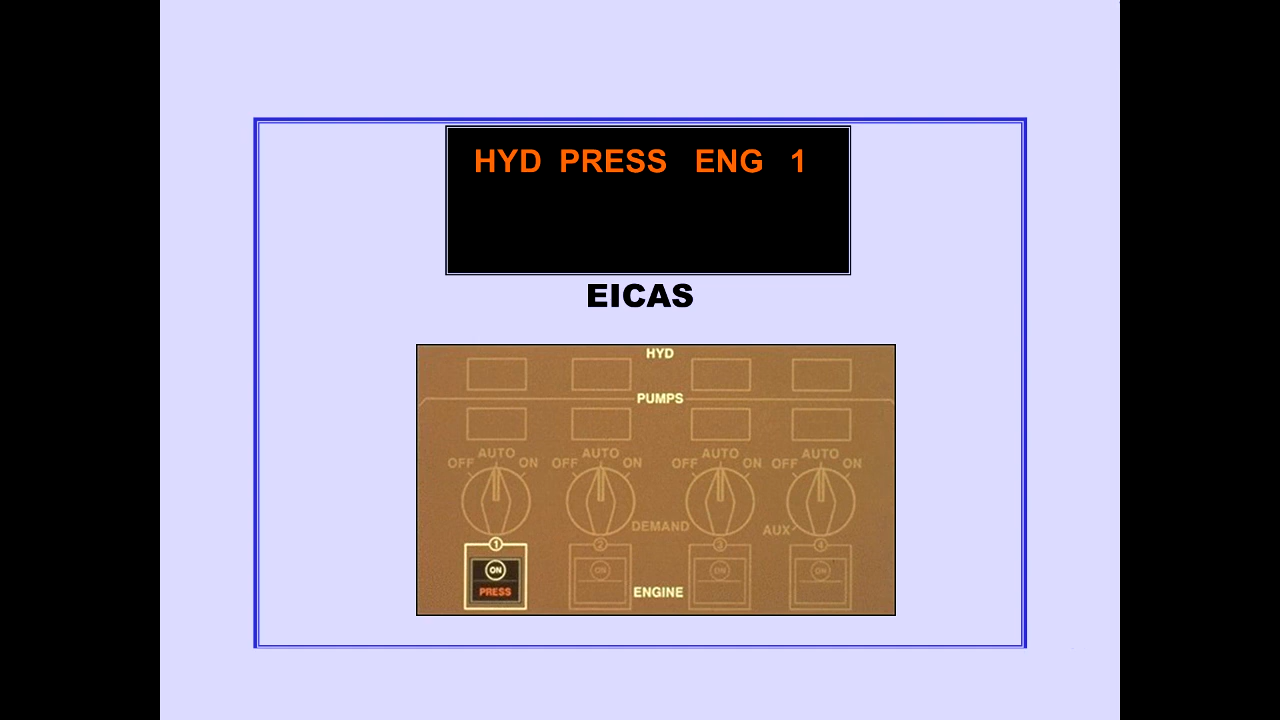 HYD PRESS ENG 1
EICAS
HYD
PUMPS
AUTO AUTO AUTO AUTO
OFF ON OFF ON OFF ON OFF ON
DEMAND AUX
1 2 3 4
ON ON ON ON
PRESS ENGINE